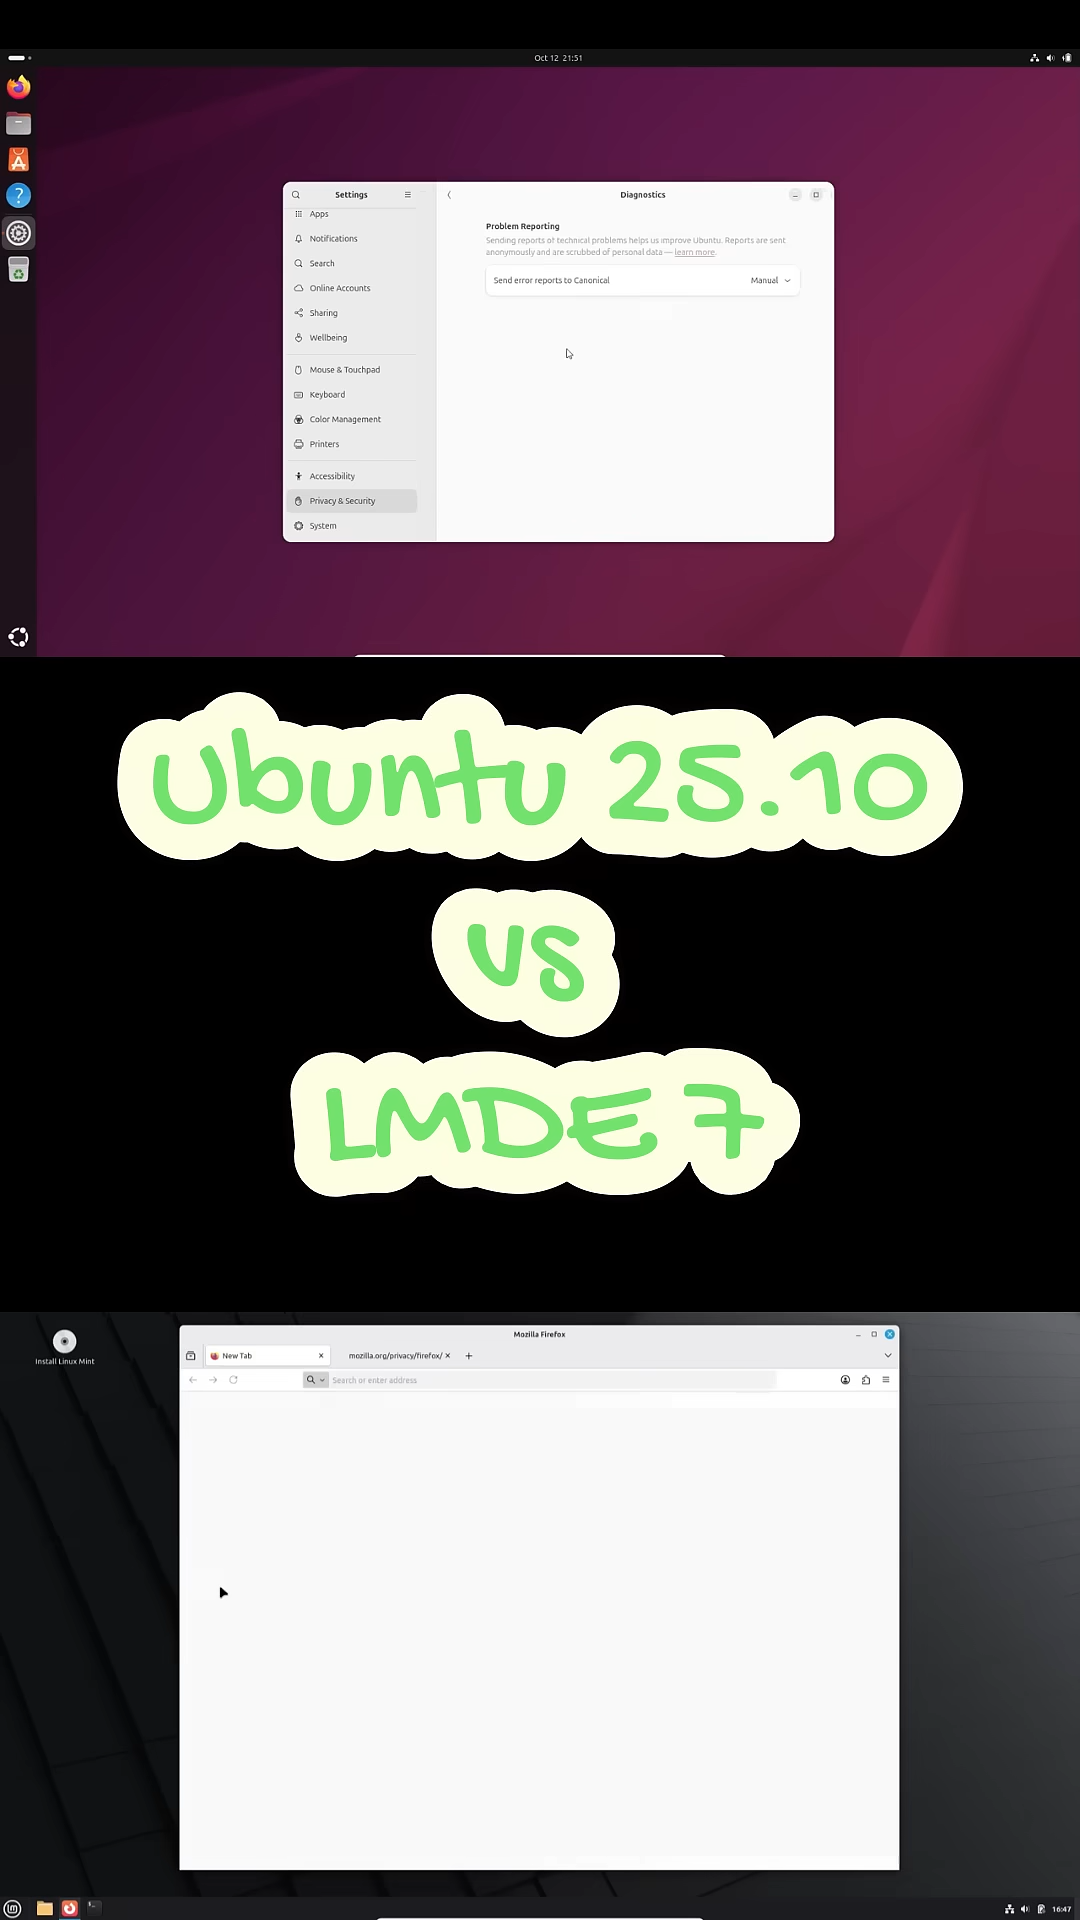 Oct 12 21:51
Settings
Diagnostics
Apps
Notifications
Search
Online Accounts
Sharing
Wellbeing
Mouse & Touchpad
Keyboard
Color Management
Printers
Accessibility
Privacy & Security
System
Problem Reporting
Sending reports of technical problems helps us improve Ubuntu. Reports are sent
anonymously and are scrubbed of personal data — learn more.
Send error reports to Canonical Manual
Ubuntu 25.10
vs
LMDE 7
Install Linux Mint
Mozilla Firefox
New Tab mozilla.org/privacy/firefox/
Search or enter address
16:47